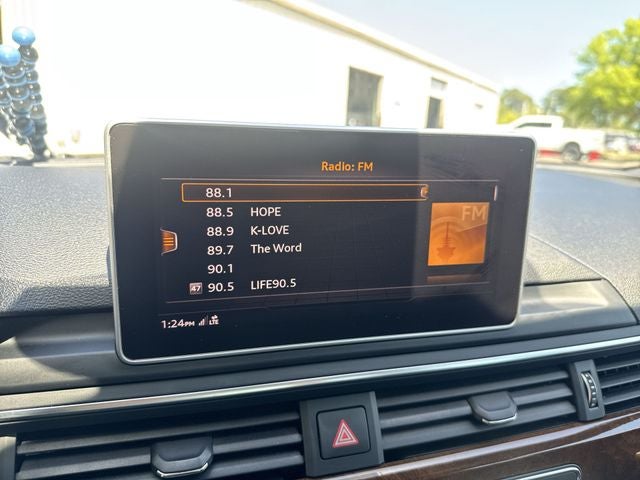 Radio: FM
88.1
88.5 HOPE
88.9 K-LOVE
89.7 The Word
90.1
47 90.5 LIFE90.5
FM
1:24PM LTE